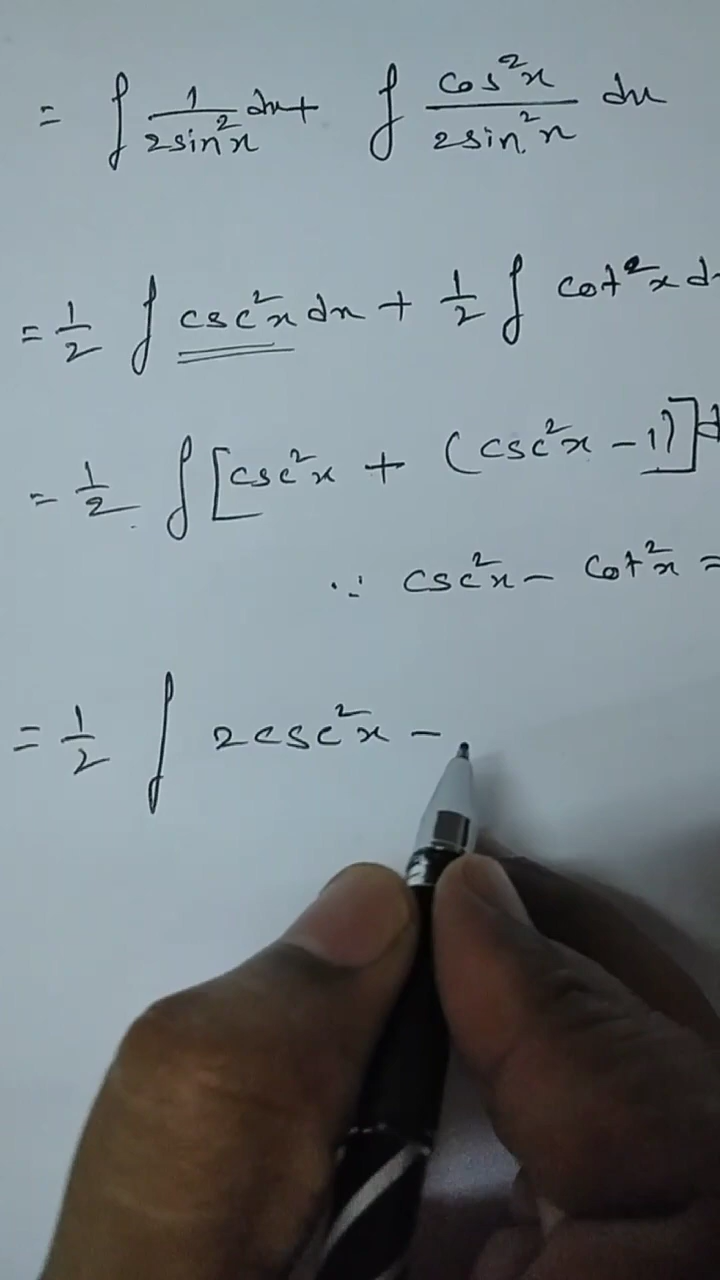 = ∫ 1/2sin²x dx + ∫ cos²x/2sin²x dx
= 1/2 ∫ csc²x dx + 1/2 ∫ cot²x d
= 1/2 ∫ [csc²x + (csc²x - 1)] d
∵ csc²x - cot²x =
= 1/2 ∫ 2csc²x -